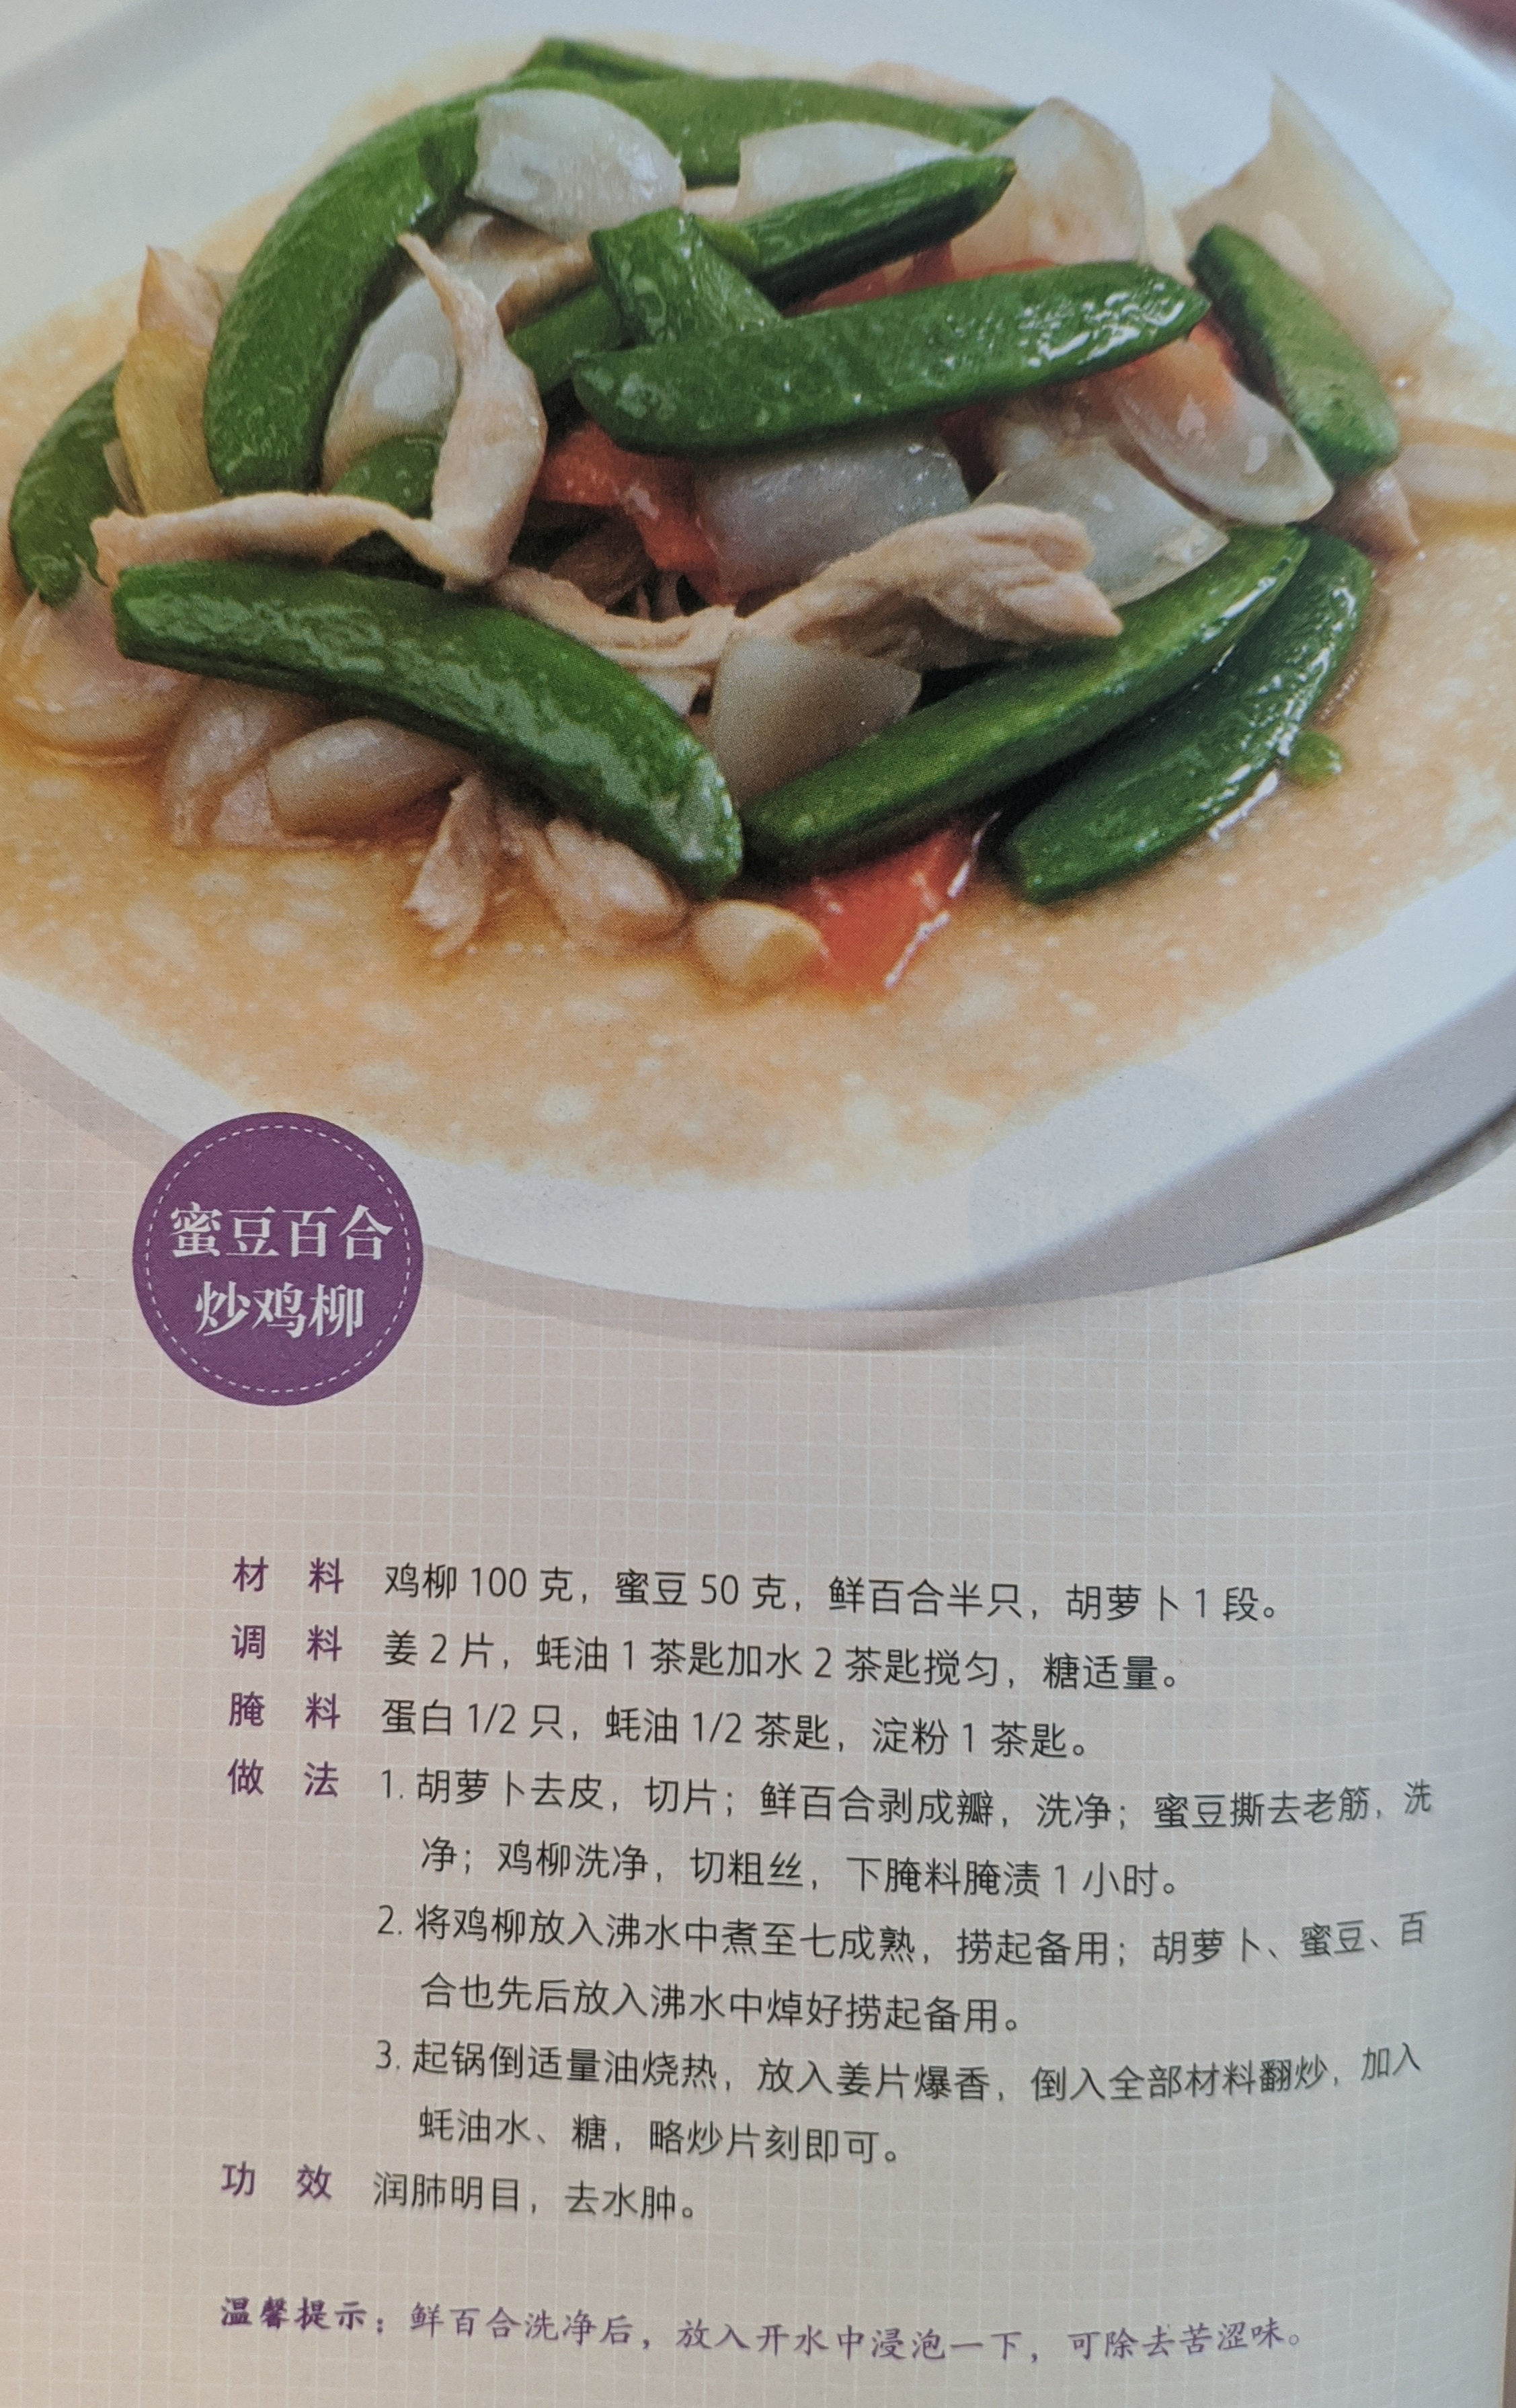 蜜豆百合
炒鸡柳
材 料 鸡柳 100 克，蜜豆 50 克，鲜百合半只，胡萝卜 1 段。
调 料 姜 2 片，蚝油 1 茶匙加水 2 茶匙搅匀，糖适量。
腌 料 蛋白 1/2 只，蚝油 1/2 茶匙，淀粉 1 茶匙。
做 法 1. 胡萝卜去皮，切片；鲜百合剥成瓣，洗净；蜜豆撕去老筋，洗
净；鸡柳洗净，切粗丝，下腌料腌渍 1 小时。
2. 将鸡柳放入沸水中煮至七成熟，捞起备用；胡萝卜、蜜豆、百
合也先后放入沸水中焯好捞起备用。
3. 起锅倒适量油烧热，放入姜片爆香，倒入全部材料翻炒，加入
蚝油水、糖，略炒片刻即可。
功 效 润肺明目，去水肿。
温馨提示：鲜百合洗净后，放入开水中浸泡一下，可除去苦涩味。